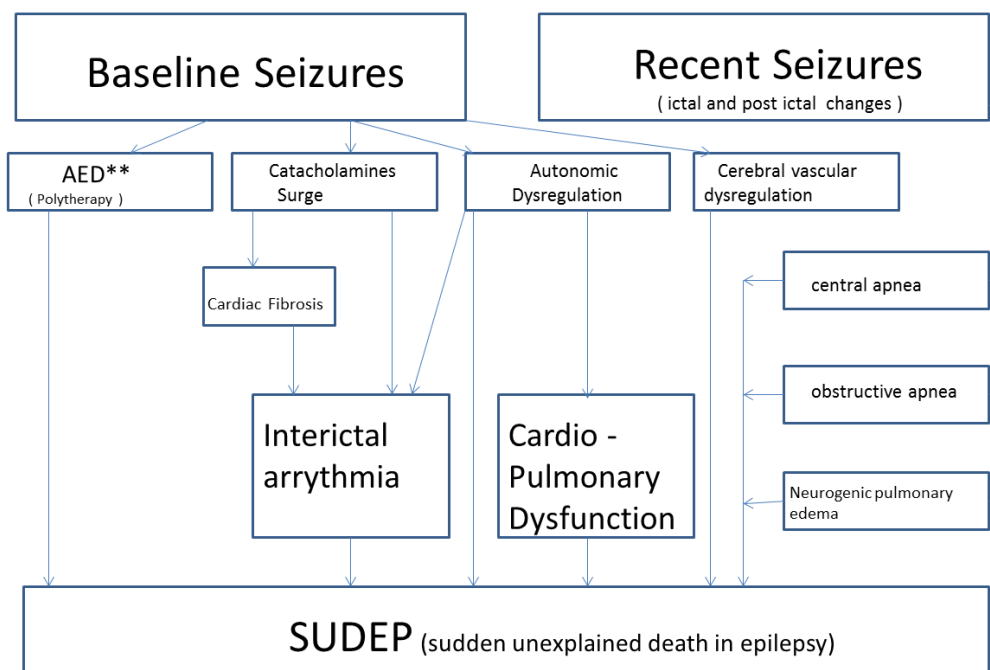 Baseline Seizures
Recent Seizures
( ictal and post ictal changes )
AED**
( Polytherapy )
Catacholamines
Surge
Autonomic
Dysregulation
Cerebral vascular
dysregulation
central apnea
Cardiac Fibrosis
obstructive apnea
Interictal
arrythmia
Cardio -
Pulmonary
Dysfunction
Neurogenic pulmonary
edema
SUDEP (sudden unexplained death in epilepsy)